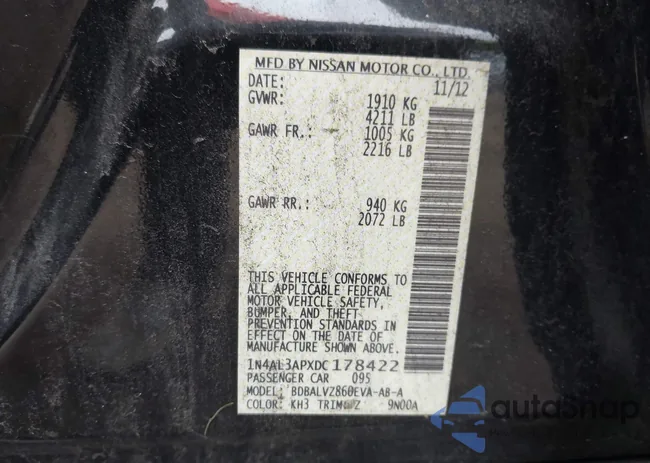 MFD BY NISSAN MOTOR CO., LTD.
DATE: 11/12
GVWR: 1910 KG
4211 LB
GAWR FR.: 1005 KG
2216 LB
GAWR RR.: 940 KG
2072 LB
THIS VEHICLE CONFORMS TO
ALL APPLICABLE FEDERAL
MOTOR VEHICLE SAFETY,
BUMPER, AND THEFT
PREVENTION STANDARDS IN
EFFECT ON THE DATE OF
MANUFACTURE SHOWN ABOVE.
1N4AL3APXDC178422
PASSENGER CAR 095
MODEL: BDBALVZ860EVA-AB-A
COLOR: KH3 TRIM: Z 9N00A
autoShop